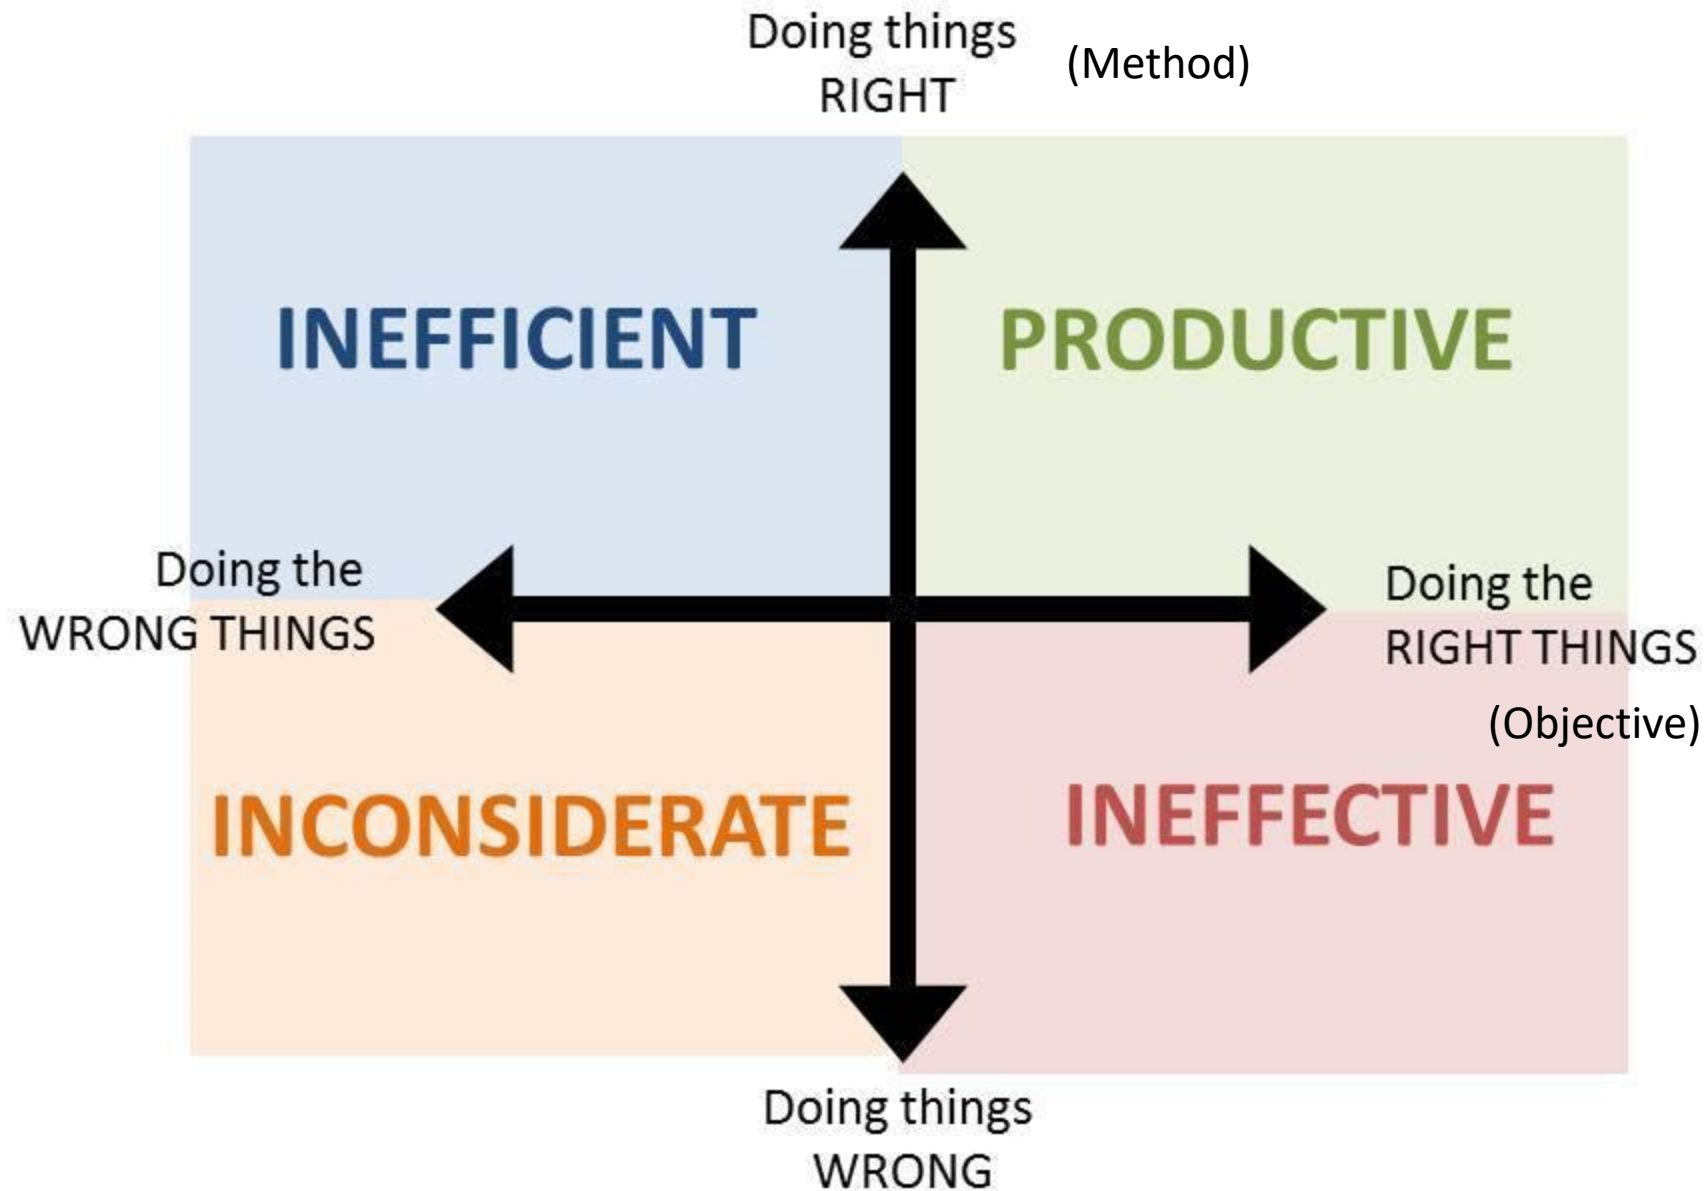 Doing things
RIGHT
(Method)
INEFFICIENT
PRODUCTIVE
Doing the
WRONG THINGS
Doing the
RIGHT THINGS
(Objective)
INCONSIDERATE
INEFFECTIVE
Doing things
WRONG